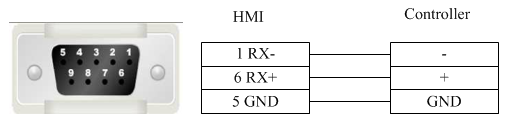 HMI
Controller
5 4 3 2 1
9 8 7 6
1 RX-
-
6 RX+
+
5 GND
GND